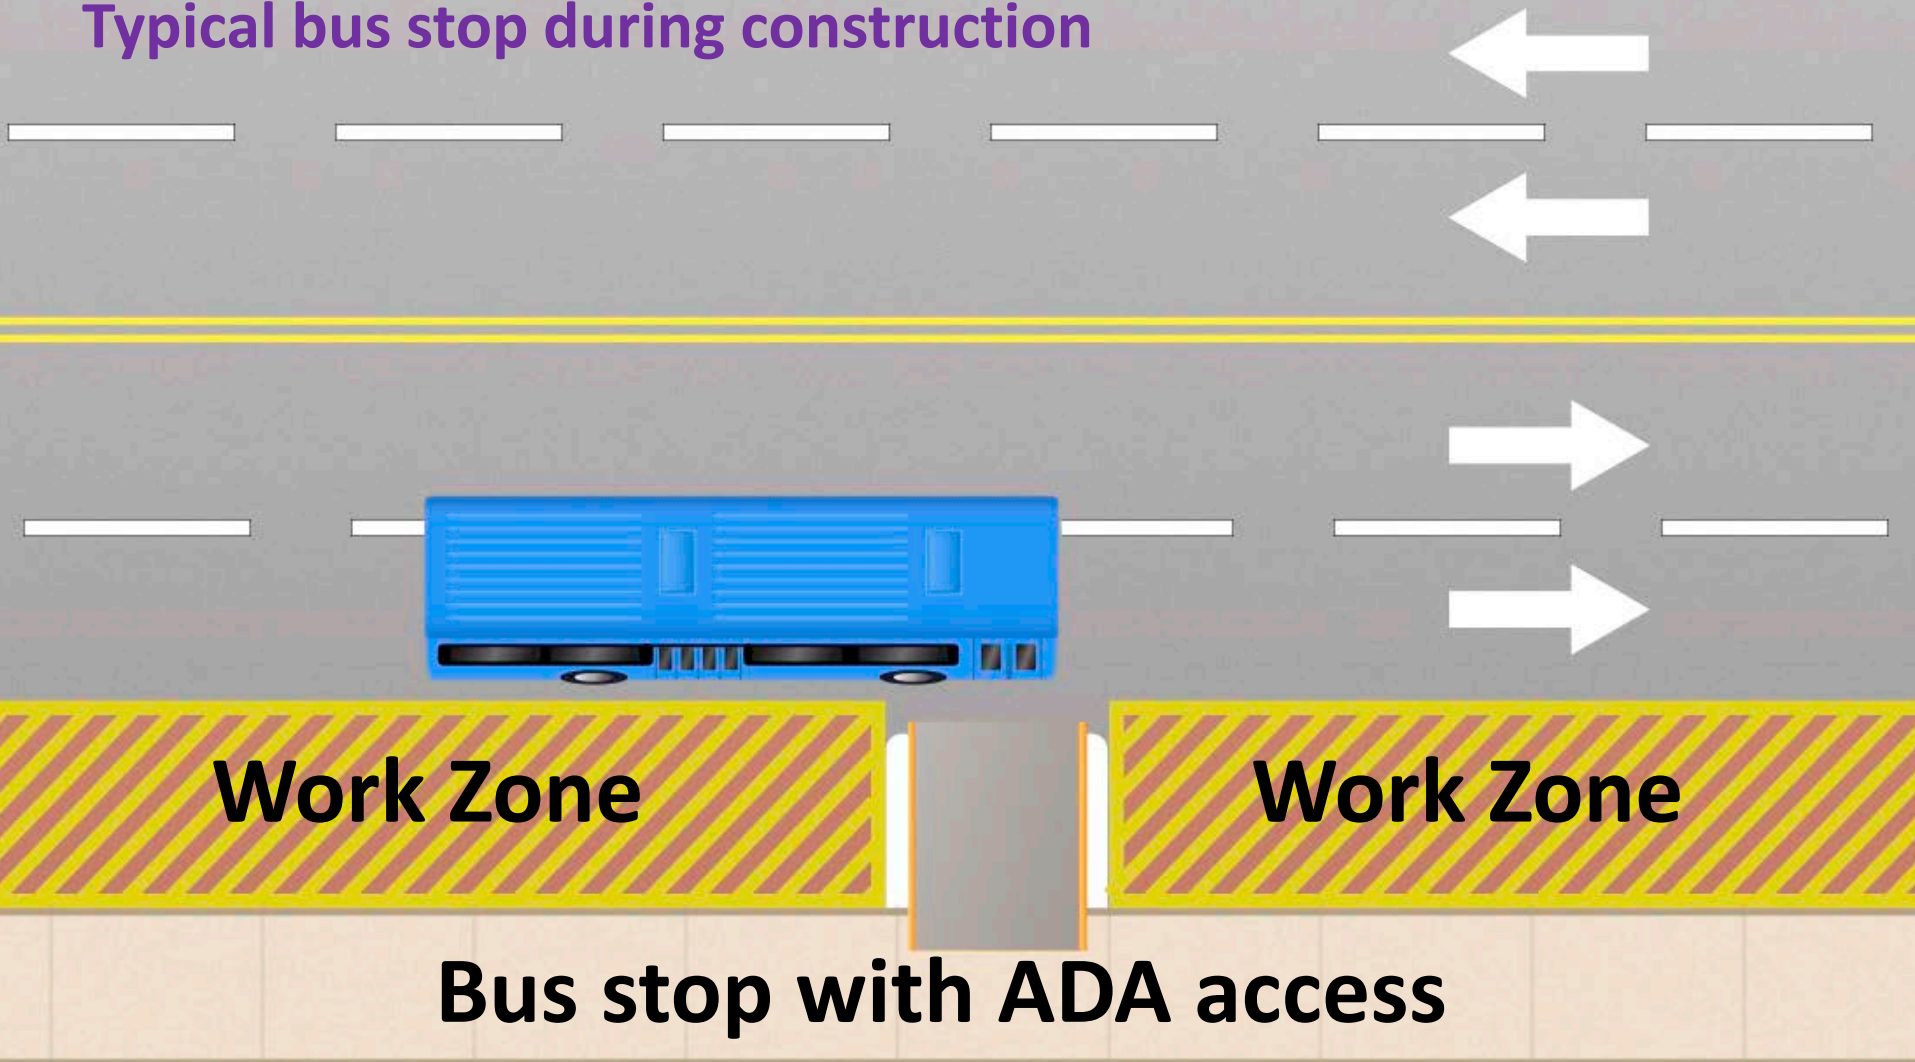 Typical bus stop during construction
Work Zone
Work Zone
Bus stop with ADA access